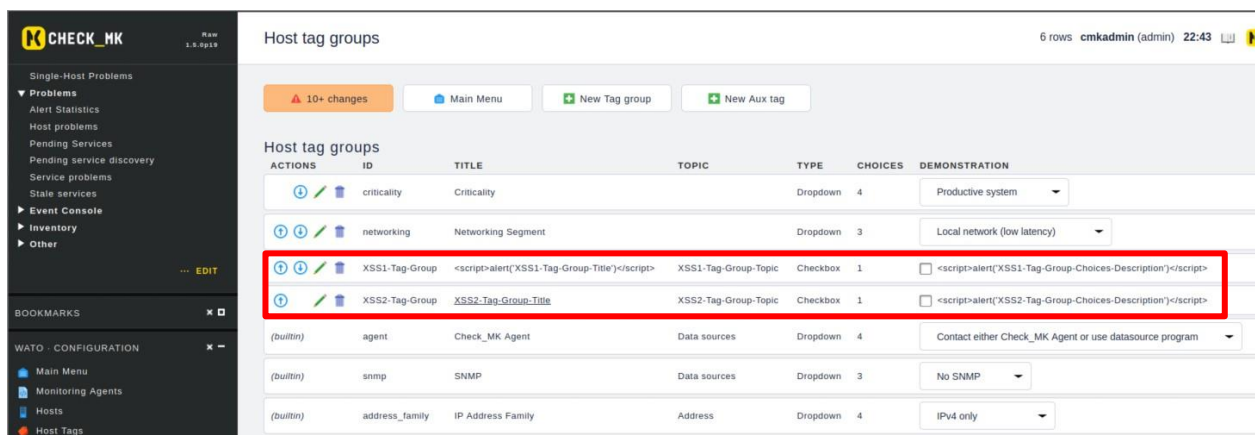 CHECK_MK
Raw
1.5.0p19
Single-Host Problems
Problems
Alert Statistics
Host problems
Pending Services
Pending service discovery
Service problems
Stale services
Event Console
Inventory
Other
··· EDIT
BOOKMARKS
WATO · CONFIGURATION
Main Menu
Monitoring Agents
Hosts
Host Tags
Host tag groups 6 rows cmkadmin (admin) 22:43
10+ changes Main Menu New Tag group New Aux tag
Host tag groups
ACTIONS ID TITLE TOPIC TYPE CHOICES DEMONSTRATION
criticality Criticality Dropdown 4 Productive system
networking Networking Segment Dropdown 3 Local network (low latency)
XSS1-Tag-Group <script>alert('XSS1-Tag-Group-Title')</script> XSS1-Tag-Group-Topic Checkbox 1 <script>alert('XSS1-Tag-Group-Choices-Description')</script>
XSS2-Tag-Group XSS2-Tag-Group-Title XSS2-Tag-Group-Topic Checkbox 1 <script>alert('XSS2-Tag-Group-Choices-Description')</script>
(builtin) agent Check_MK Agent Data sources Dropdown 4 Contact either Check_MK Agent or use datasource program
(builtin) snmp SNMP Data sources Dropdown 3 No SNMP
(builtin) address_family IP Address Family Address Dropdown 4 IPv4 only